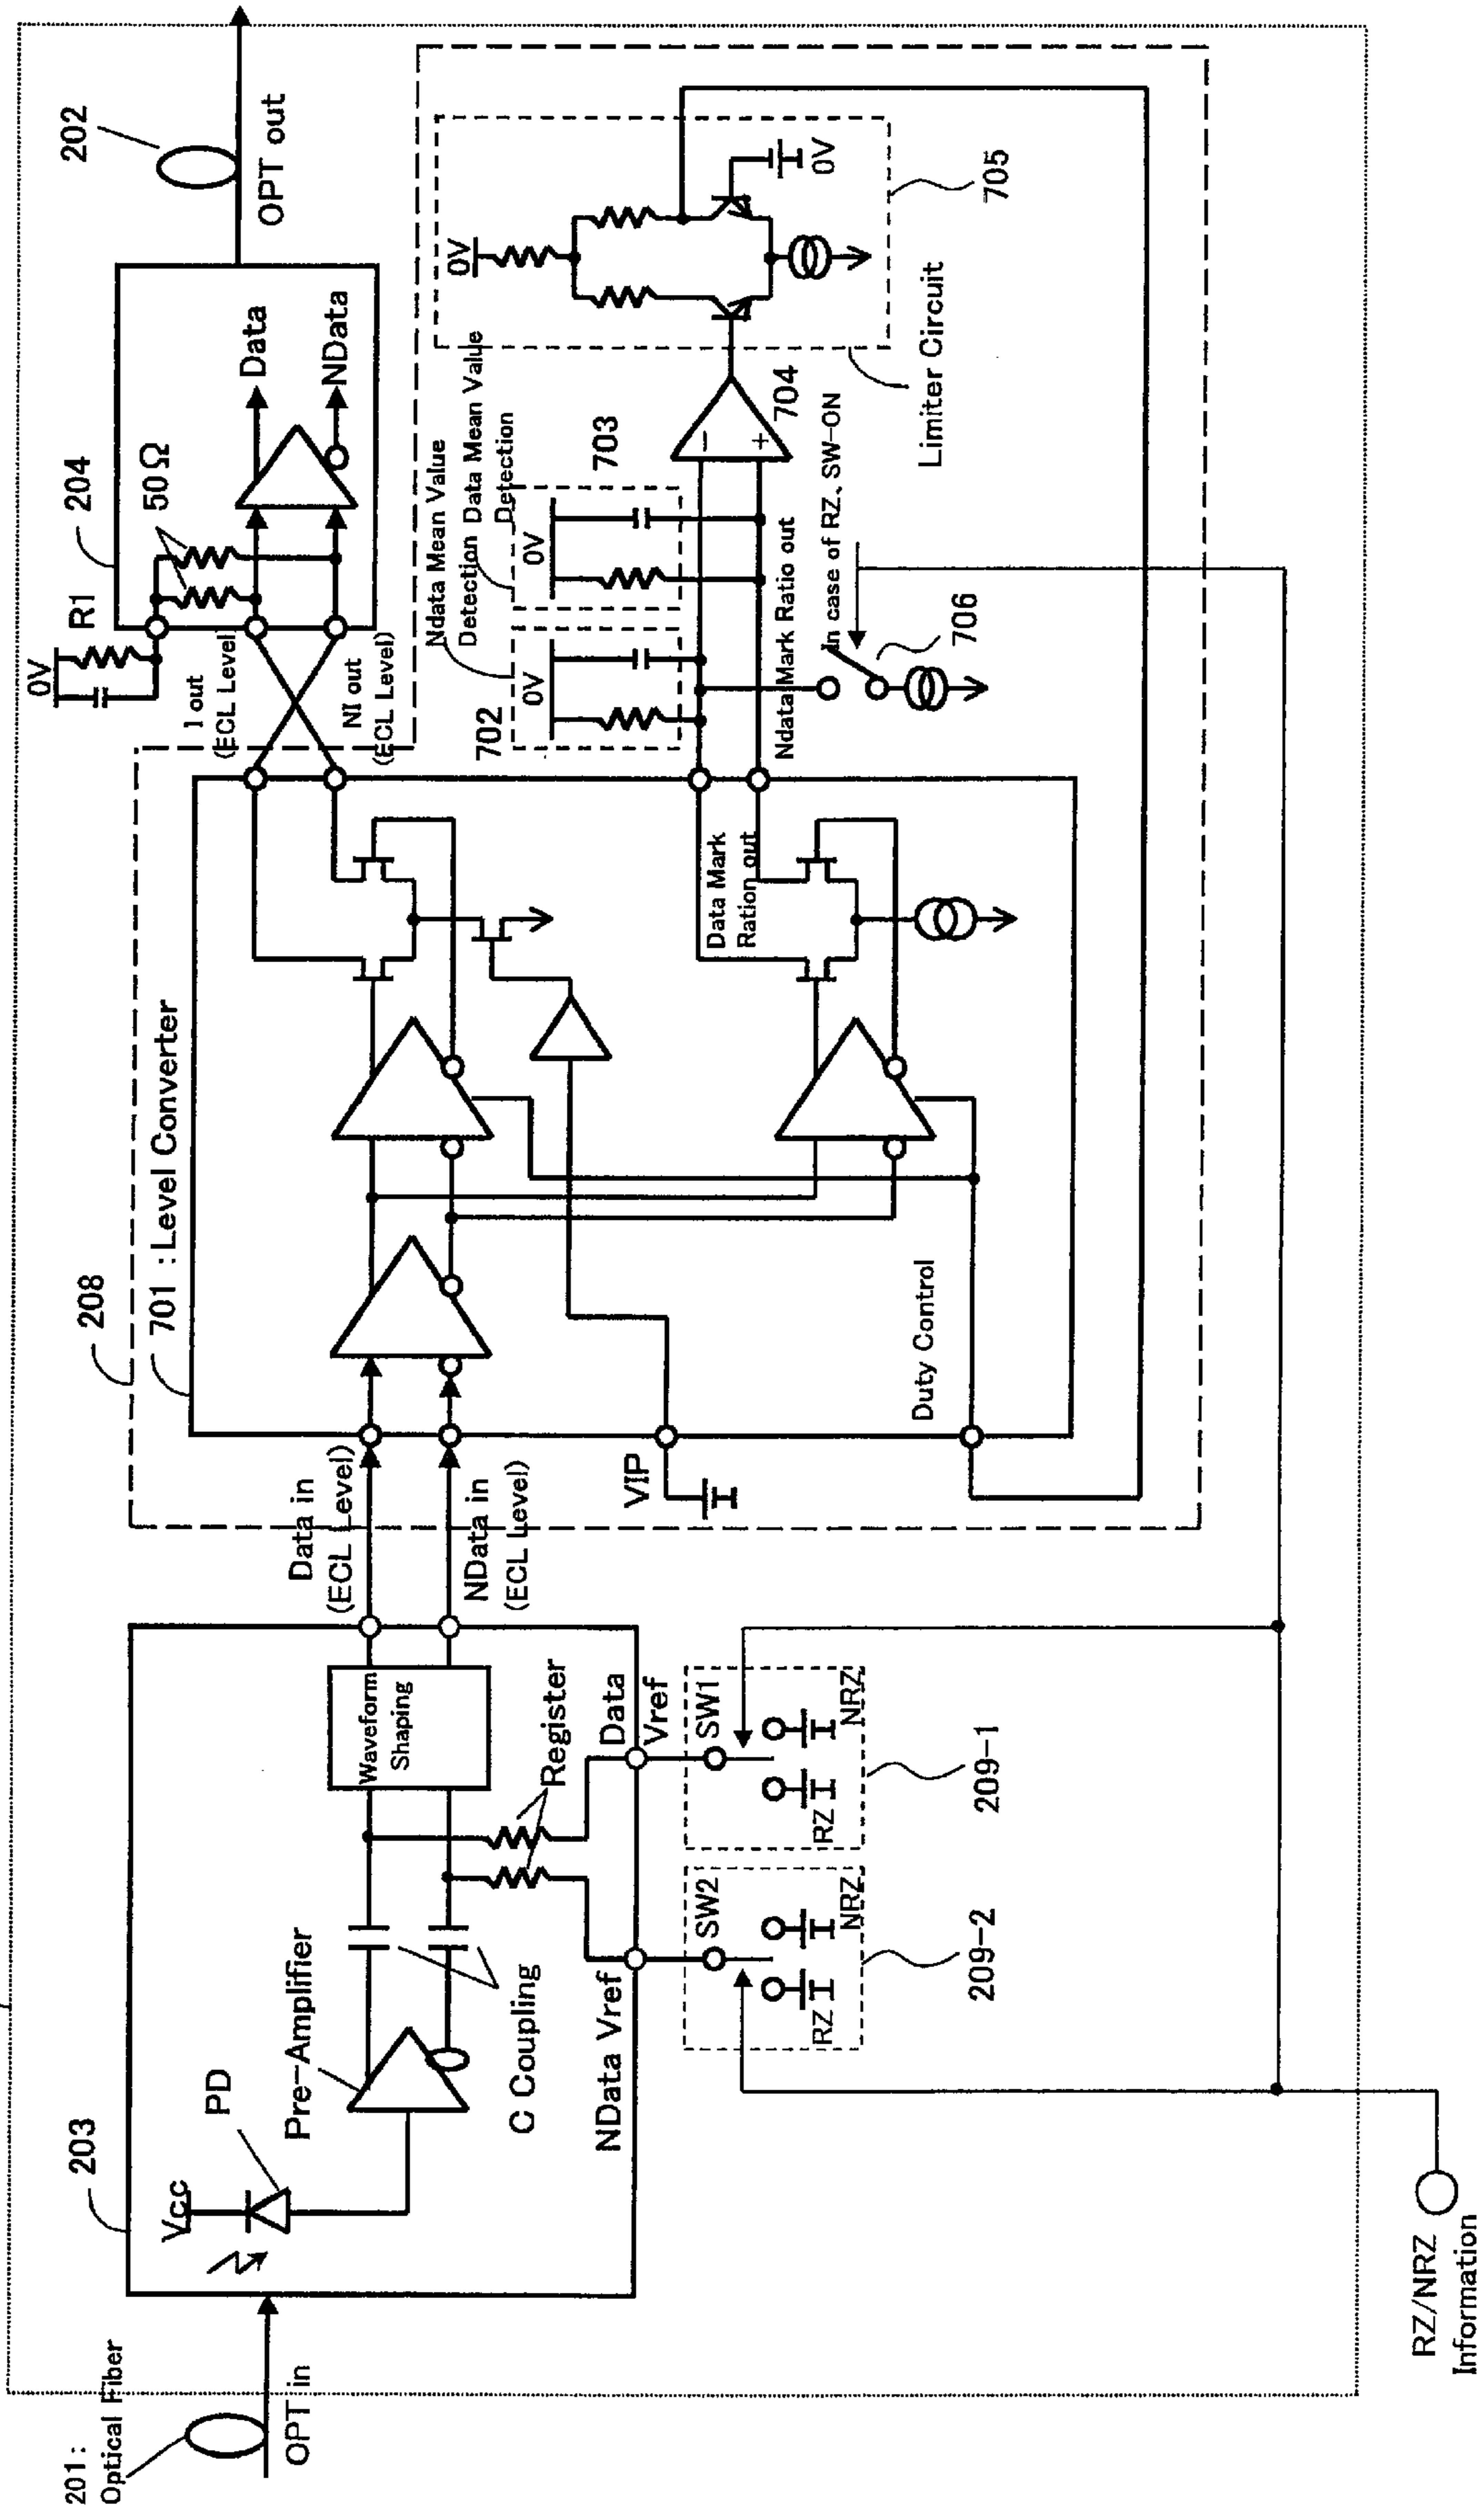 201 :
Optical Fiber
OPT in
203
Vcc
PD
Pre-Amplifier
C Coupling
NData Vref
Waveform
Shaping
Register
Data
Vref
SW2
RZ
NRZ
209-2
SW1
RZ
NRZ
209-1
RZ/NRZ
Information
Data in
(ECL Level)
NData in
(ECL Level)
208
701 : Level Converter
VIP
Duty Control
Data Mark
Ration out
I out
(ECL Level)
NI out
(ECL Level)
0V
R1
204
50Ω
Data
NData
202
OPT out
702
0V
Ndata Mean Value
Detection
Data Mean Value
Detection
0V
703
Ndata Mark Ratio out
In case of RZ、SW-ON
706
-
+
704
Limiter Circuit
0V
0V
705